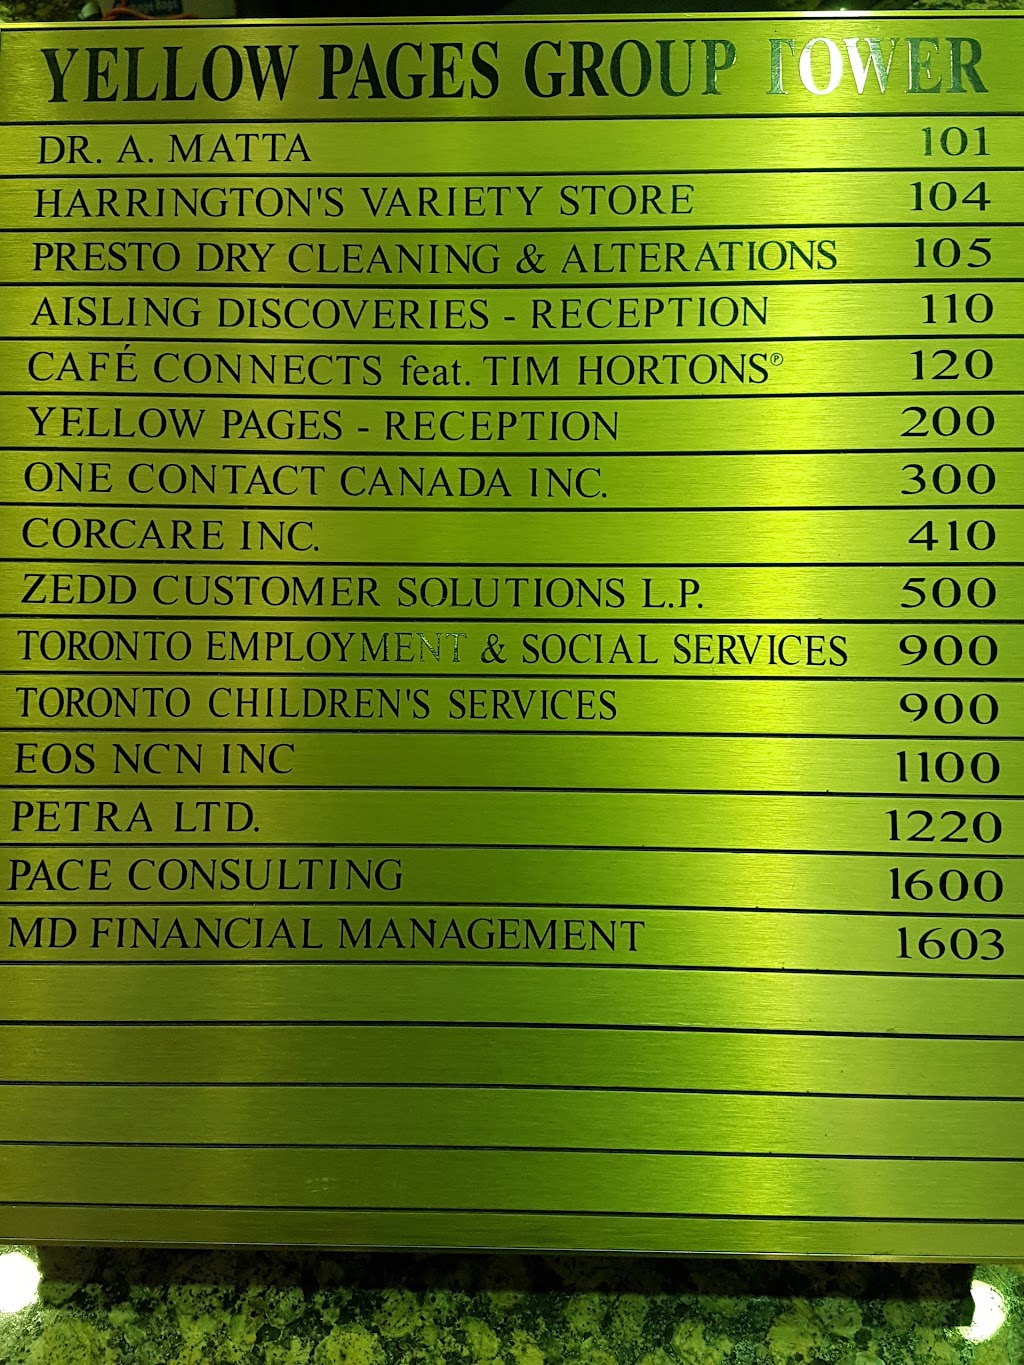 YELLOW PAGES GROUP TOWER
DR. A. MATTA 101
HARRINGTON'S VARIETY STORE 104
PRESTO DRY CLEANING & ALTERATIONS 105
AISLING DISCOVERIES - RECEPTION 110
CAFÉ CONNECTS feat. TIM HORTONS℗ 120
YELLOW PAGES - RECEPTION 200
ONE CONTACT CANADA INC. 300
CORCARE INC. 410
ZEDD CUSTOMER SOLUTIONS L.P. 500
TORONTO EMPLOYMENT & SOCIAL SERVICES 900
TORONTO CHILDREN'S SERVICES 900
EOS NCN INC 1100
PETRA LTD. 1220
PACE CONSULTING 1600
MD FINANCIAL MANAGEMENT 1603